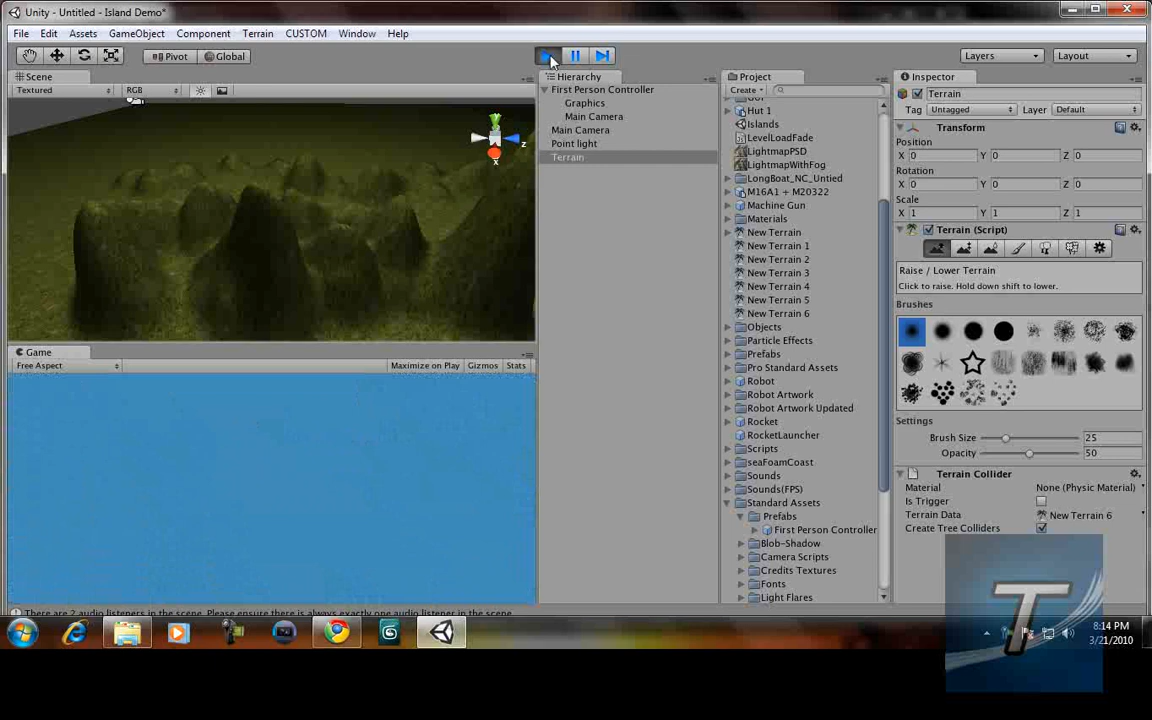 Unity - Untitled - Island Demo*
File Edit Assets GameObject Component Terrain CUSTOM Window Help
Pivot Global Layers Layout
Scene
Textured RGB
y
z
x
Game
Free Aspect Maximize on Play Gizmos Stats
There are 2 audio listeners in the scene. Please ensure there is always exactly one audio listener in the scene.
Hierarchy
First Person Controller
Graphics
Main Camera
Main Camera
Point light
Terrain
Project
Create
Hut 1
Islands
LevelLoadFade
LightmapPSD
LightmapWithFog
LongBoat_NC_Untied
M16A1 + M20322
Machine Gun
Materials
New Terrain
New Terrain 1
New Terrain 2
New Terrain 3
New Terrain 4
New Terrain 5
New Terrain 6
Objects
Particle Effects
Prefabs
Pro Standard Assets
Robot
Robot Artwork
Robot Artwork Updated
Rocket
RocketLauncher
Scripts
seaFoamCoast
Sounds
Sounds(FPS)
Standard Assets
Prefabs
First Person Controller
Blob-Shadow
Camera Scripts
Credits Textures
Fonts
Light Flares
Inspector
Terrain
Tag Untagged Layer Default
Transform
Position
X 0 Y 0 Z 0
Rotation
X 0 Y 0 Z 0
Scale
X 1 Y 1 Z 1
Terrain (Script)
Raise / Lower Terrain
Click to raise. Hold down shift to lower.
Brushes
Settings
Brush Size 25
Opacity 50
Terrain Collider
Material None (Physic Material)
Is Trigger
Terrain Data New Terrain 6
Create Tree Colliders
T
8:14 PM
3/21/2010